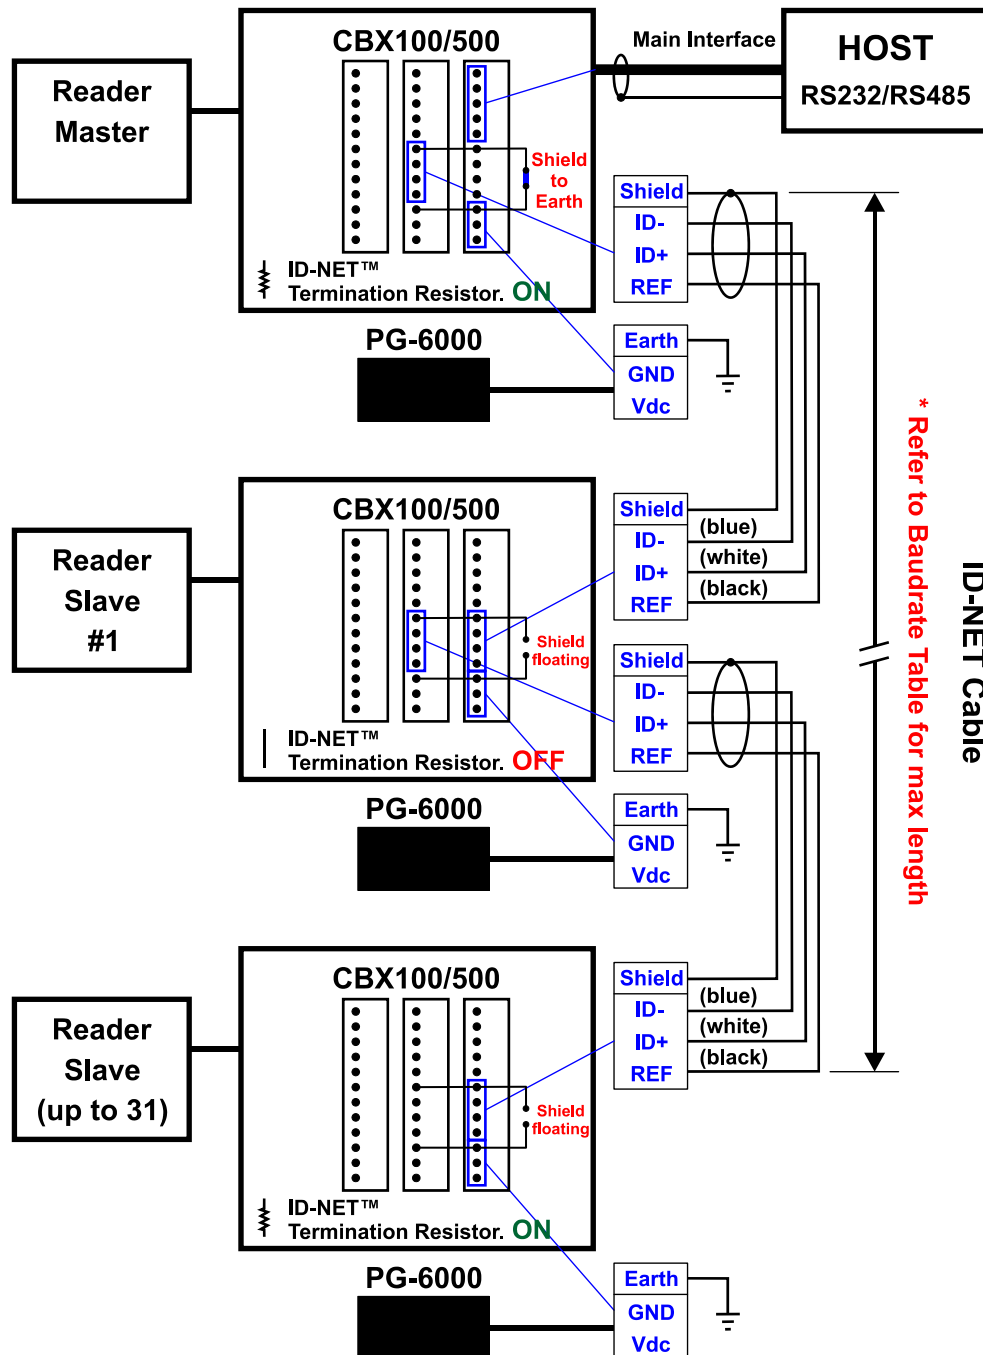 CBX100/500
Main Interface
HOST
RS232/RS485
Reader
Master
Shield
to
Earth
ID-NET™
Termination Resistor. ON
Shield
ID-
ID+
REF
PG-6000
Earth
GND
Vdc
CBX100/500
Reader
Slave
#1
Shield
floating
ID-NET™
Termination Resistor. OFF
Shield
ID- (blue)
ID+ (white)
REF (black)
Shield
ID-
ID+
REF
PG-6000
Earth
GND
Vdc
* Refer to Baudrate Table for max length
ID-NET Cable
CBX100/500
Reader
Slave
(up to 31)
Shield
floating
ID-NET™
Termination Resistor. ON
Shield
ID- (blue)
ID+ (white)
REF (black)
PG-6000
Earth
GND
Vdc